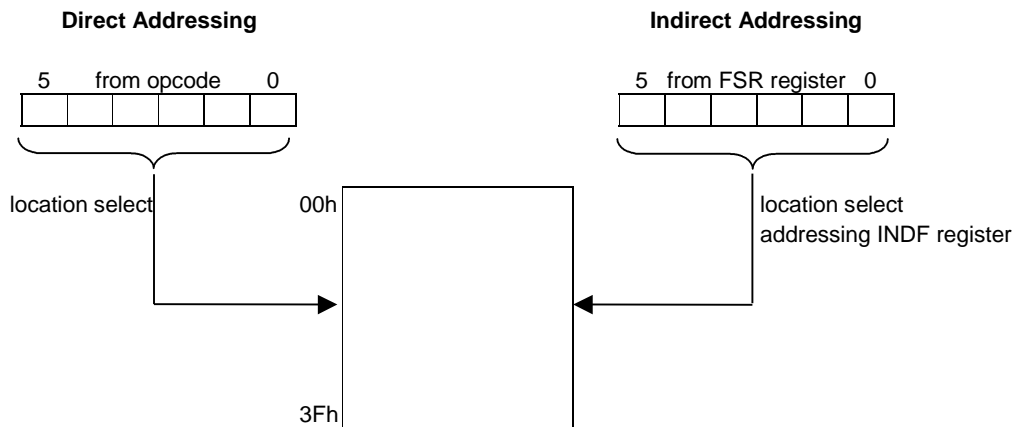 Direct Addressing
Indirect Addressing
5 from opcode 0
5 from FSR register 0
location select
00h
location select
addressing INDF register
3Fh